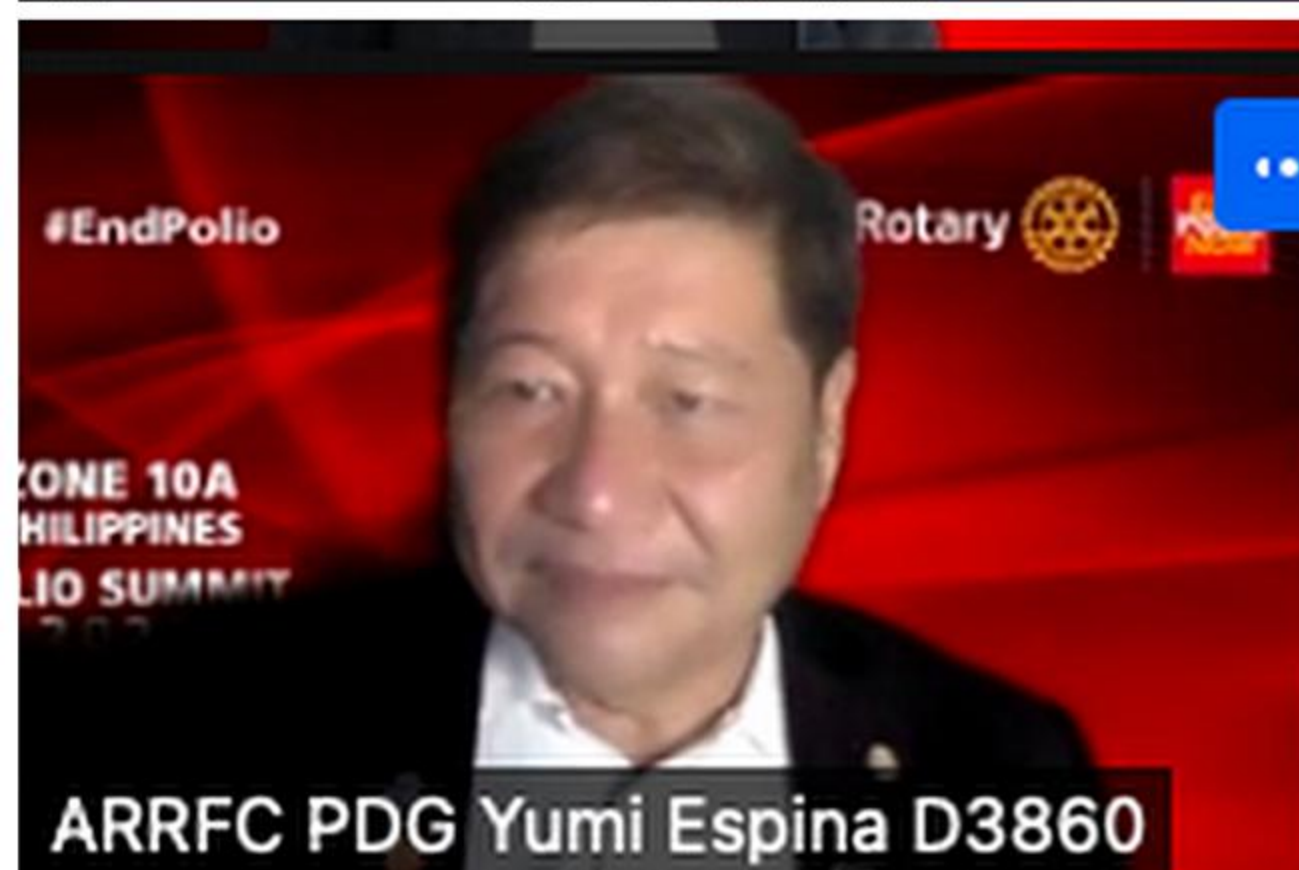 #EndPolio
Rotary
ZONE 10A
HILIPPINES
LIO SUMMIT
ARRFC PDG Yumi Espina D3860